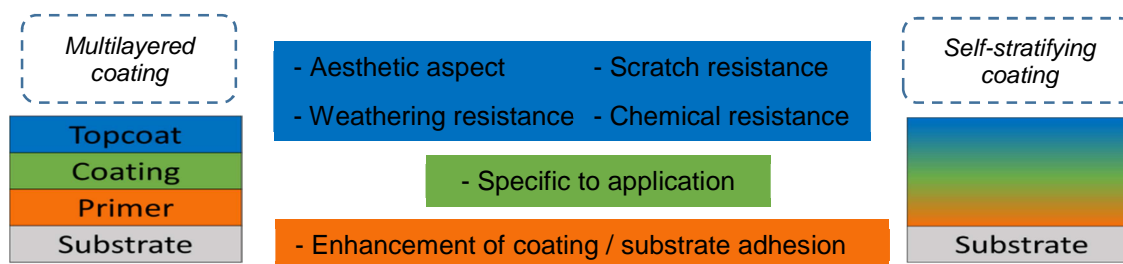 Multilayered
coating
Topcoat
Coating
Primer
Substrate
- Aesthetic aspect - Scratch resistance
- Weathering resistance - Chemical resistance
- Specific to application
- Enhancement of coating / substrate adhesion
Self-stratifying
coating
Substrate